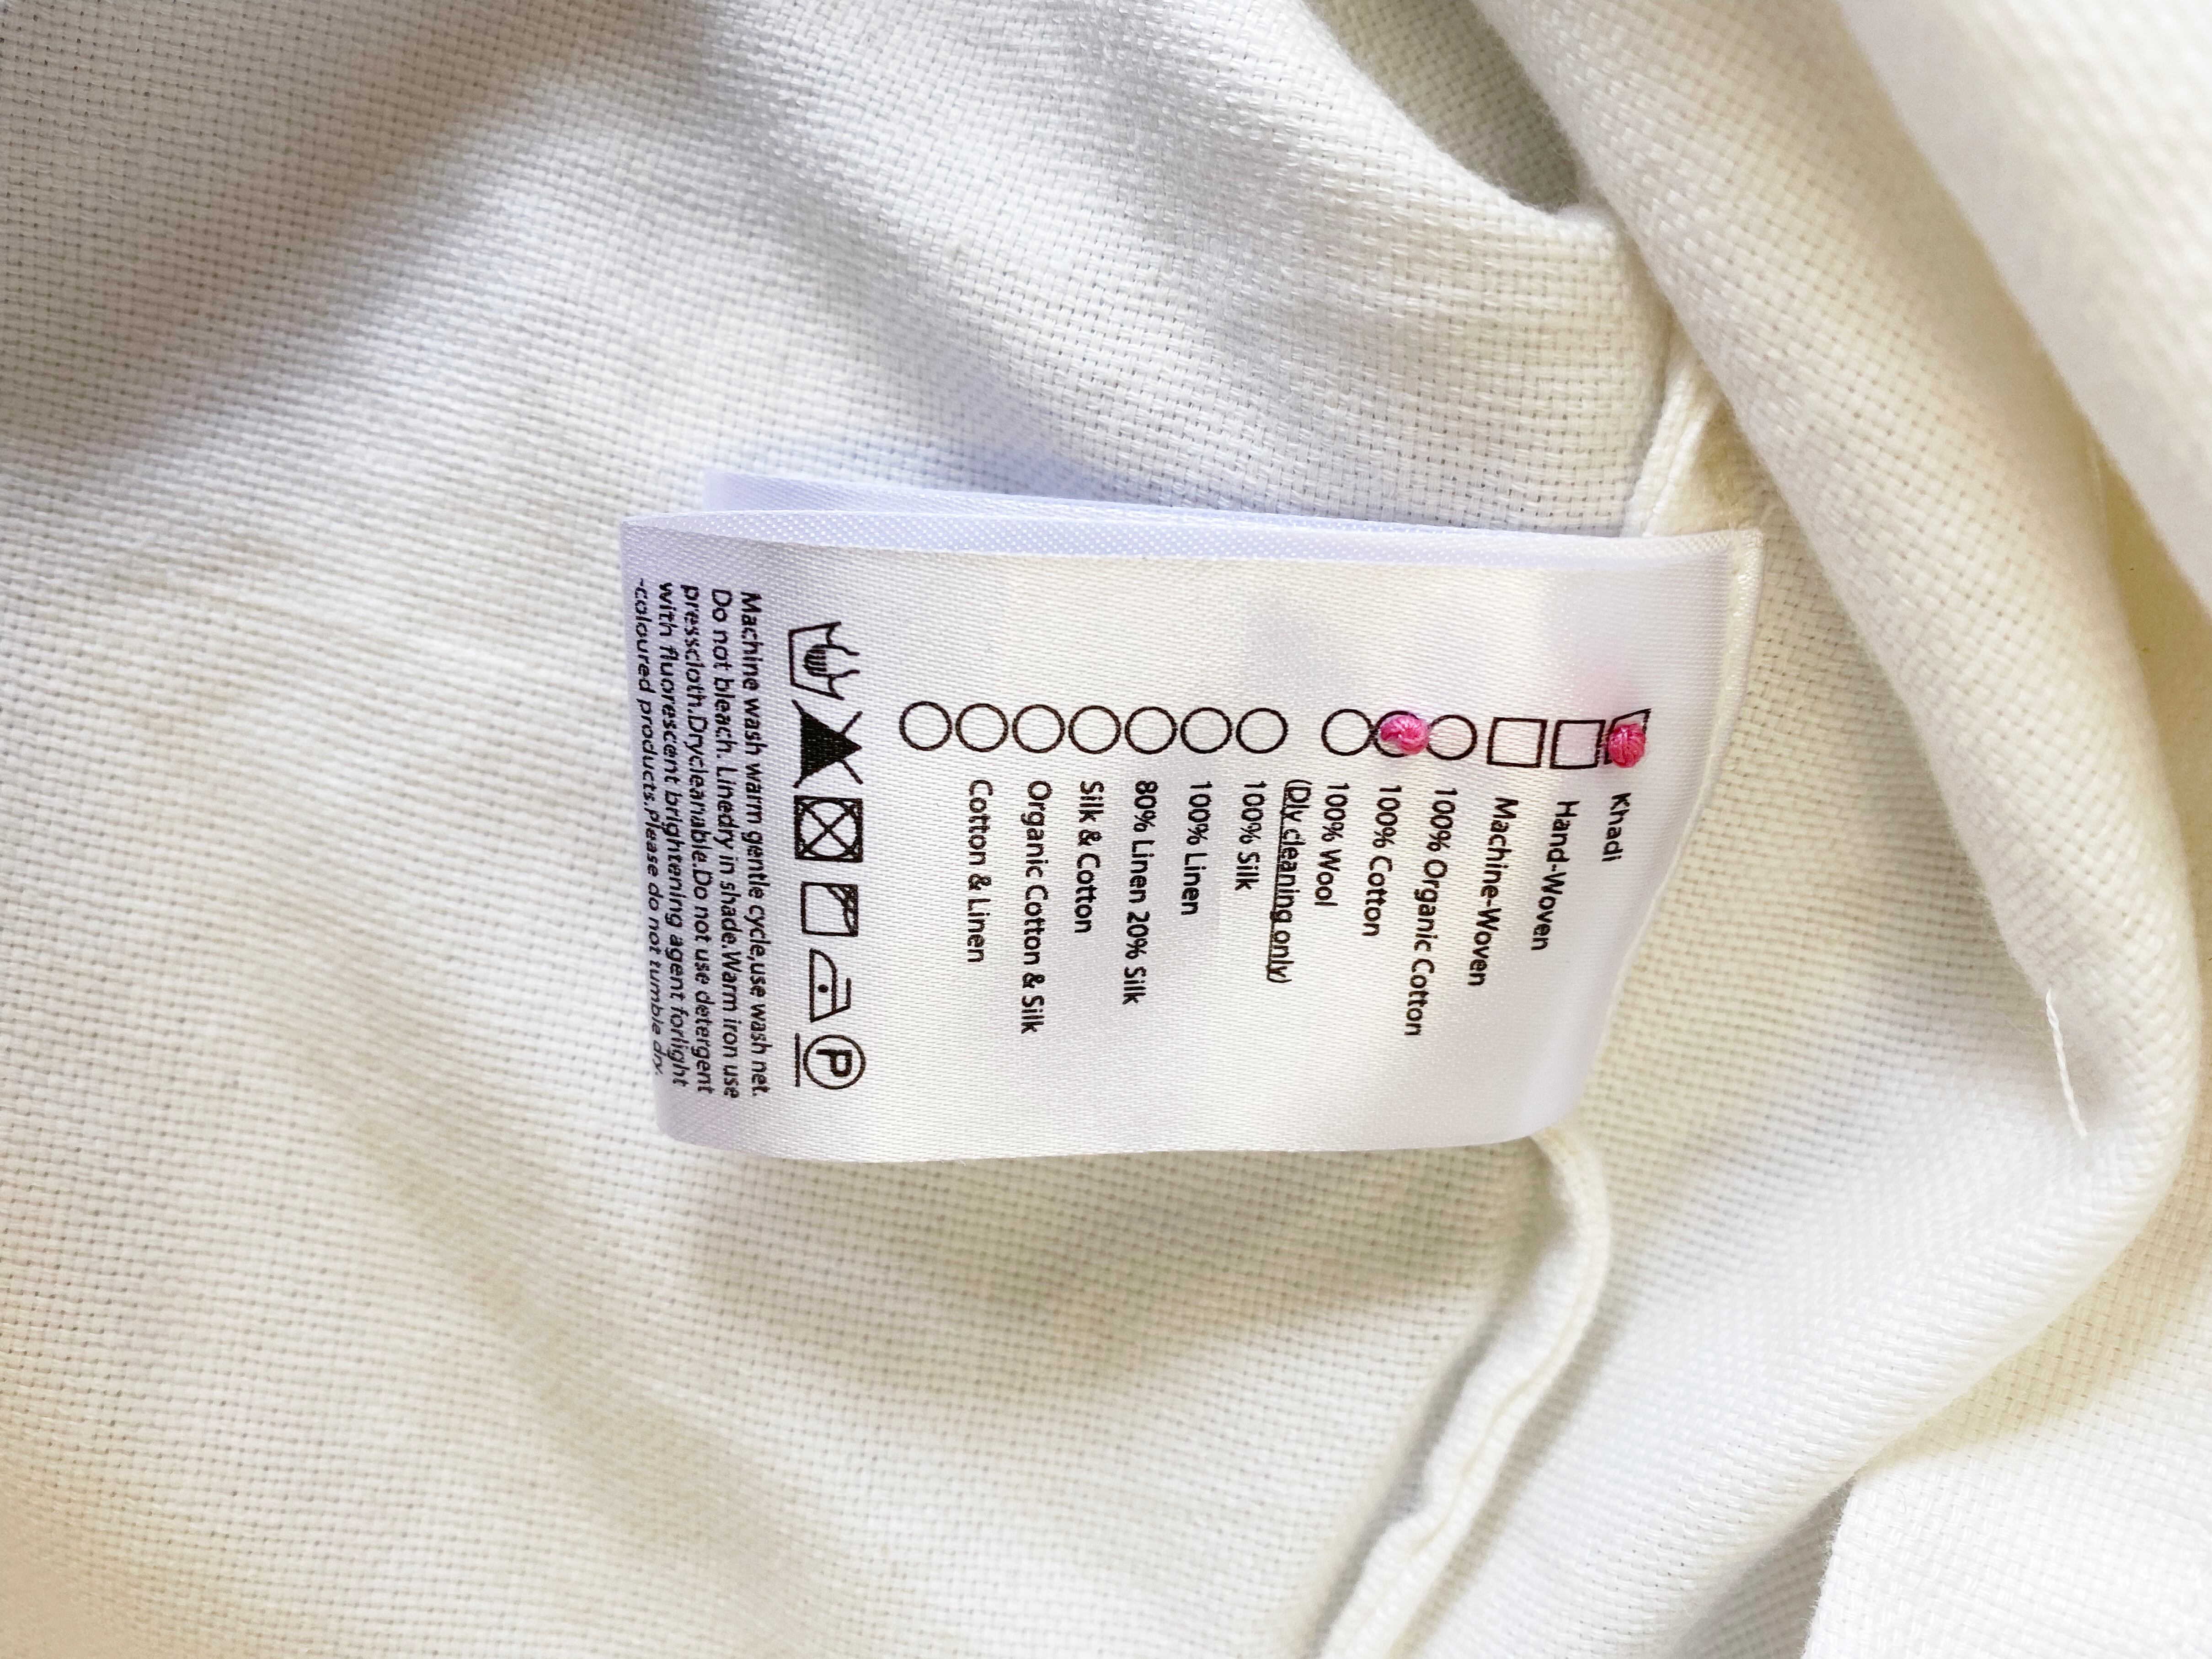 Khadi
Hand-Woven
Machine-Woven
100% Organic Cotton
100% Cotton
100% Wool
(Dry cleaning only)
100% Silk
100% Linen
80% Linen 20% Silk
Silk & Cotton
Organic Cotton & Silk
Cotton & Linen
P
Machine wash warm gentle cycle,use wash net.
Do not bleach. Linedry in shade.Warm iron use
presscloth.Drycleanable.Do not use detergent
with fluorescent brightening agent forlight
-coloured products.Please do not tumble dry.